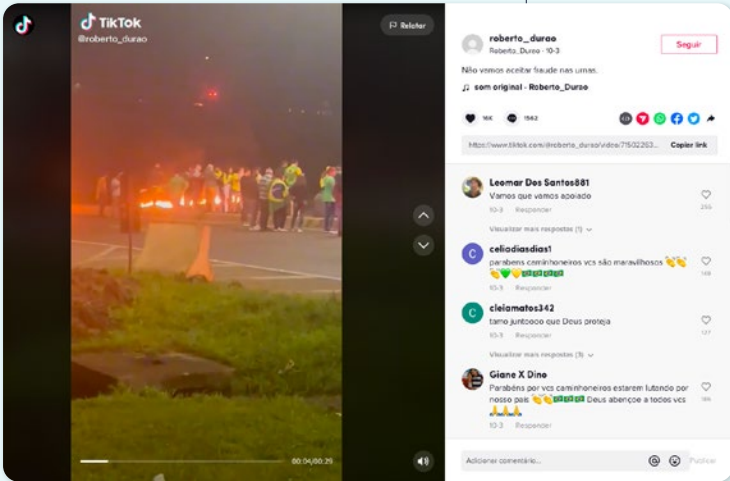 TikTok
@roberto_durao
Relatar
00:04/00:29
roberto_durao
Roberto_Durao · 10-3
Seguir
Não vamos aceitar fraude nas urnas.
som original - Roberto_Durao
16K
1562
Copiar link
Leomar Dos Santos881
Vamos que vamos apoiado
10-3 Responder
Visualizar mais respostas (1)
C
celiadiasdias1
parabens caminhoneiros vcs são maravilhosos 👏👏
👏💚💛🇧🇷🇧🇷🇧🇷🇧🇷
10-3 Responder
C
cleiamatos342
tamo juntoooo que Deus proteja
127
10-3 Responder
Visualizar mais respostas (3)
Giane X Dino
Parabéns por vcs caminhoneiros estarem lutando por
nosso país 👏👏🇧🇷🇧🇷🇧🇷🇧🇷 Deus abençoe a todos vcs
🙏🙏🙏
10-3 Responder
Adicionar comentário...
Publicar